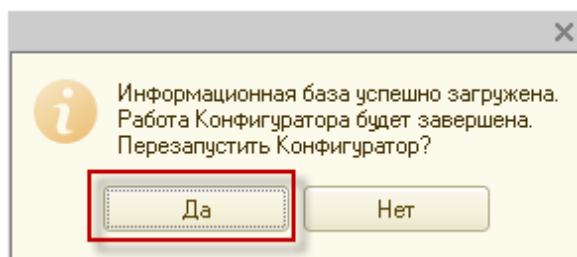 Информационная база успешно загружена.
Работа Конфигуратора будет завершена.
Перезапустить Конфигуратор?
Да
Нет